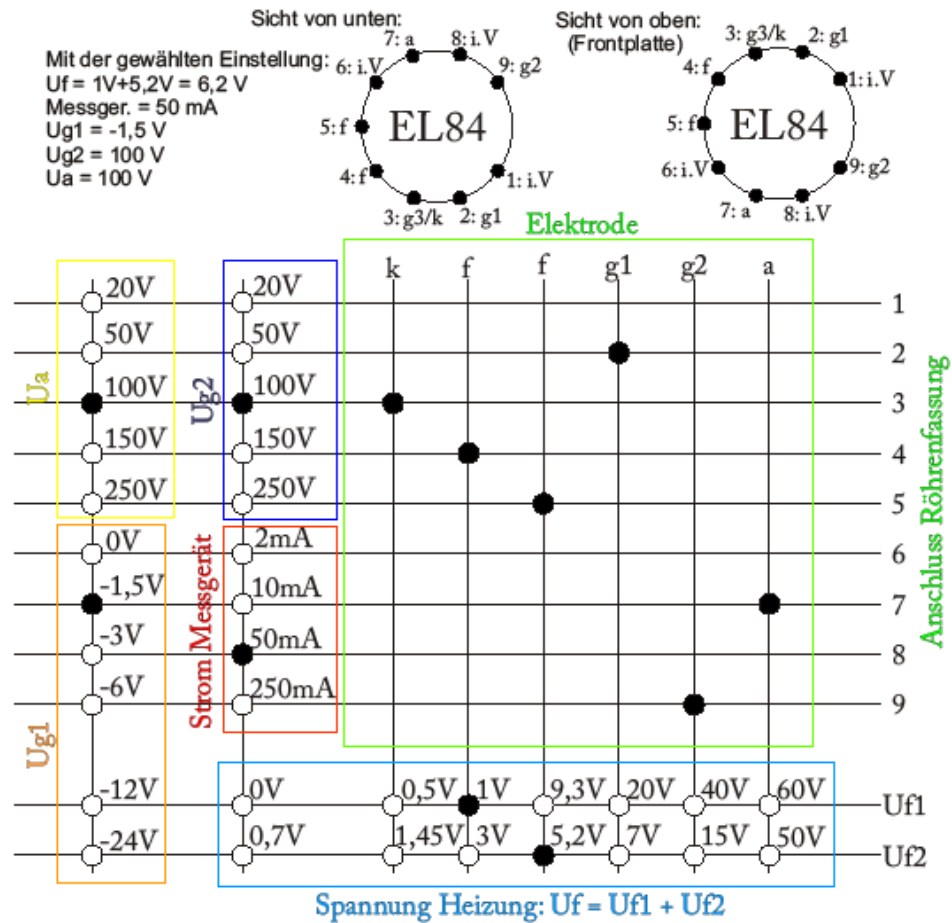 Sicht von unten:
7: a
8: i.V
6: i.V
9: g2
5: f
EL84
4: f
1: i.V
3: g3/k
2: g1
Sicht von oben:
(Frontplatte)
3: g3/k
2: g1
4: f
1: i.V
5: f
EL84
6: i.V
9: g2
7: a
8: i.V
Mit der gewählten Einstellung:
Uf = 1V+5,2V = 6,2 V
Messger. = 50 mA
Ug1 = -1,5 V
Ug2 = 100 V
Ua = 100 V
Elektrode
k f f g1 g2 a
Ua
20V
50V
100V
150V
250V
Ug2
20V
50V
100V
150V
250V
Ug1
0V
-1,5V
-3V
-6V
-12V
-24V
Strom Messgerät
2mA
10mA
50mA
250mA
1
2
3
4
5
6
7
8
9
Anschluss Röhrenfassung
0V 0,5V 1V 9,3V 20V 40V 60V Uf1
0,7V 1,45V 3V 5,2V 7V 15V 50V Uf2
Spannung Heizung: Uf = Uf1 + Uf2